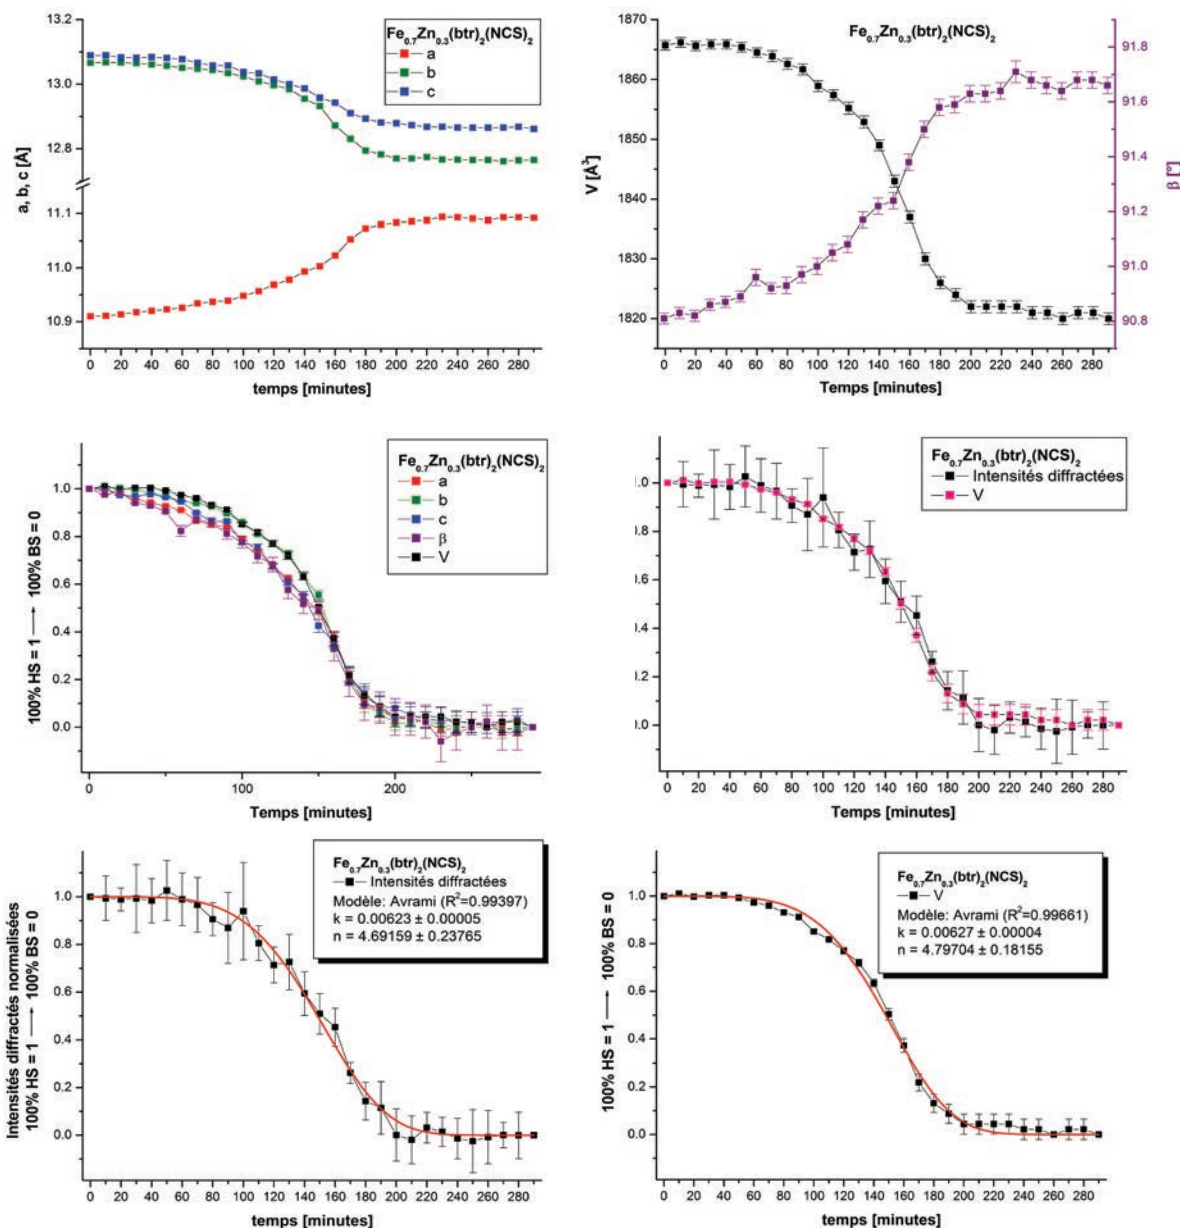 13.2
13.0
12.8
11.1
11.0
10.9
a, b, c [Å]
Fe0.7Zn0.3(btr)2(NCS)2
a
b
c
0 20 40 60 80 100 120 140 160 180 200 220 240 260 280
temps [minutes]
1870
1860
1850
1840
1830
1820
V [Å3]
Fe0.7Zn0.3(btr)2(NCS)2
91.8
91.6
91.4
91.2
91.0
90.8
β [°]
0 20 40 60 80 100 120 140 160 180 200 220 240 260 280
Temps [minutes]
100% HS = 1 → 100% BS = 0
1.0
0.8
0.6
0.4
0.2
0.0
Fe0.7Zn0.3(btr)2(NCS)2
a
b
c
β
V
0 100 200
Temps [minutes]
1.0
0.8
0.6
0.4
0.2
0.0
Fe0.7Zn0.3(btr)2(NCS)2
Intensités diffractées
V
0 20 40 60 80 100 120 140 160 180 200 220 240 260 280
Temps [minutes]
Intensités diffractés normalisées
100% HS = 1 → 100% BS = 0
1.0
0.8
0.6
0.4
0.2
0.0
Fe0.7Zn0.3(btr)2(NCS)2
Intensités diffractées
Modèle: Avrami (R2=0.99397)
k = 0.00623 ± 0.00005
n = 4.69159 ± 0.23765
0 20 40 60 80 100 120 140 160 180 200 220 240 260 280
temps [minutes]
100% HS = 1 → 100% BS = 0
1.0
0.8
0.6
0.4
0.2
0.0
Fe0.7Zn0.3(btr)2(NCS)2
V
Modèle: Avrami (R2=0.99661)
k = 0.00627 ± 0.00004
n = 4.79704 ± 0.18155
0 20 40 60 80 100 120 140 160 180 200 220 240 260 280
temps [minutes]